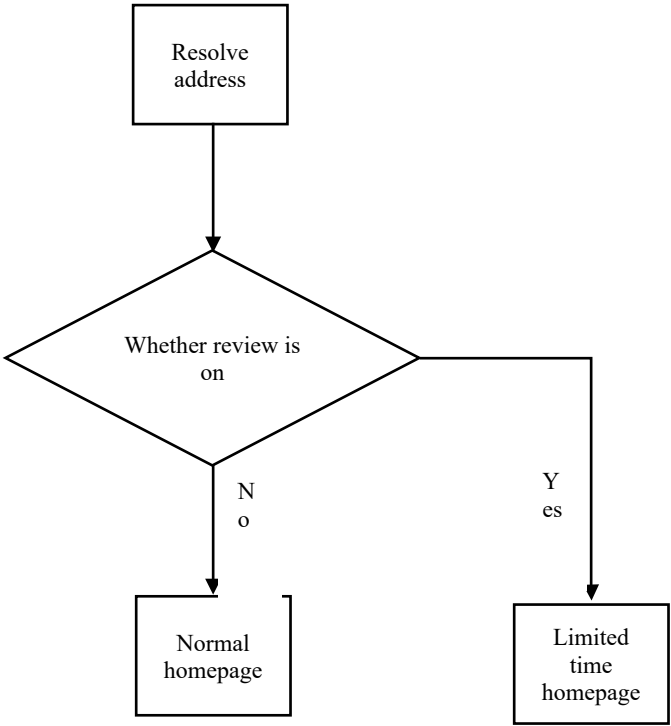 Resolve
address
Whether review is
on
N
o
Y
es
Normal
homepage
Limited
time
homepage